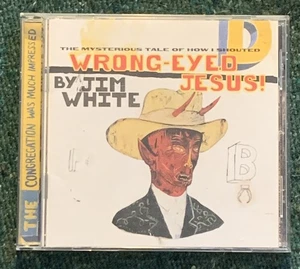 THE CONGREGATION WAS MUCH IMPRESSED
THE MYSTERIOUS TALE OF HOW I SHOUTED
D
WRONG-EYED
JESUS!
BY JIM
WHITE
B